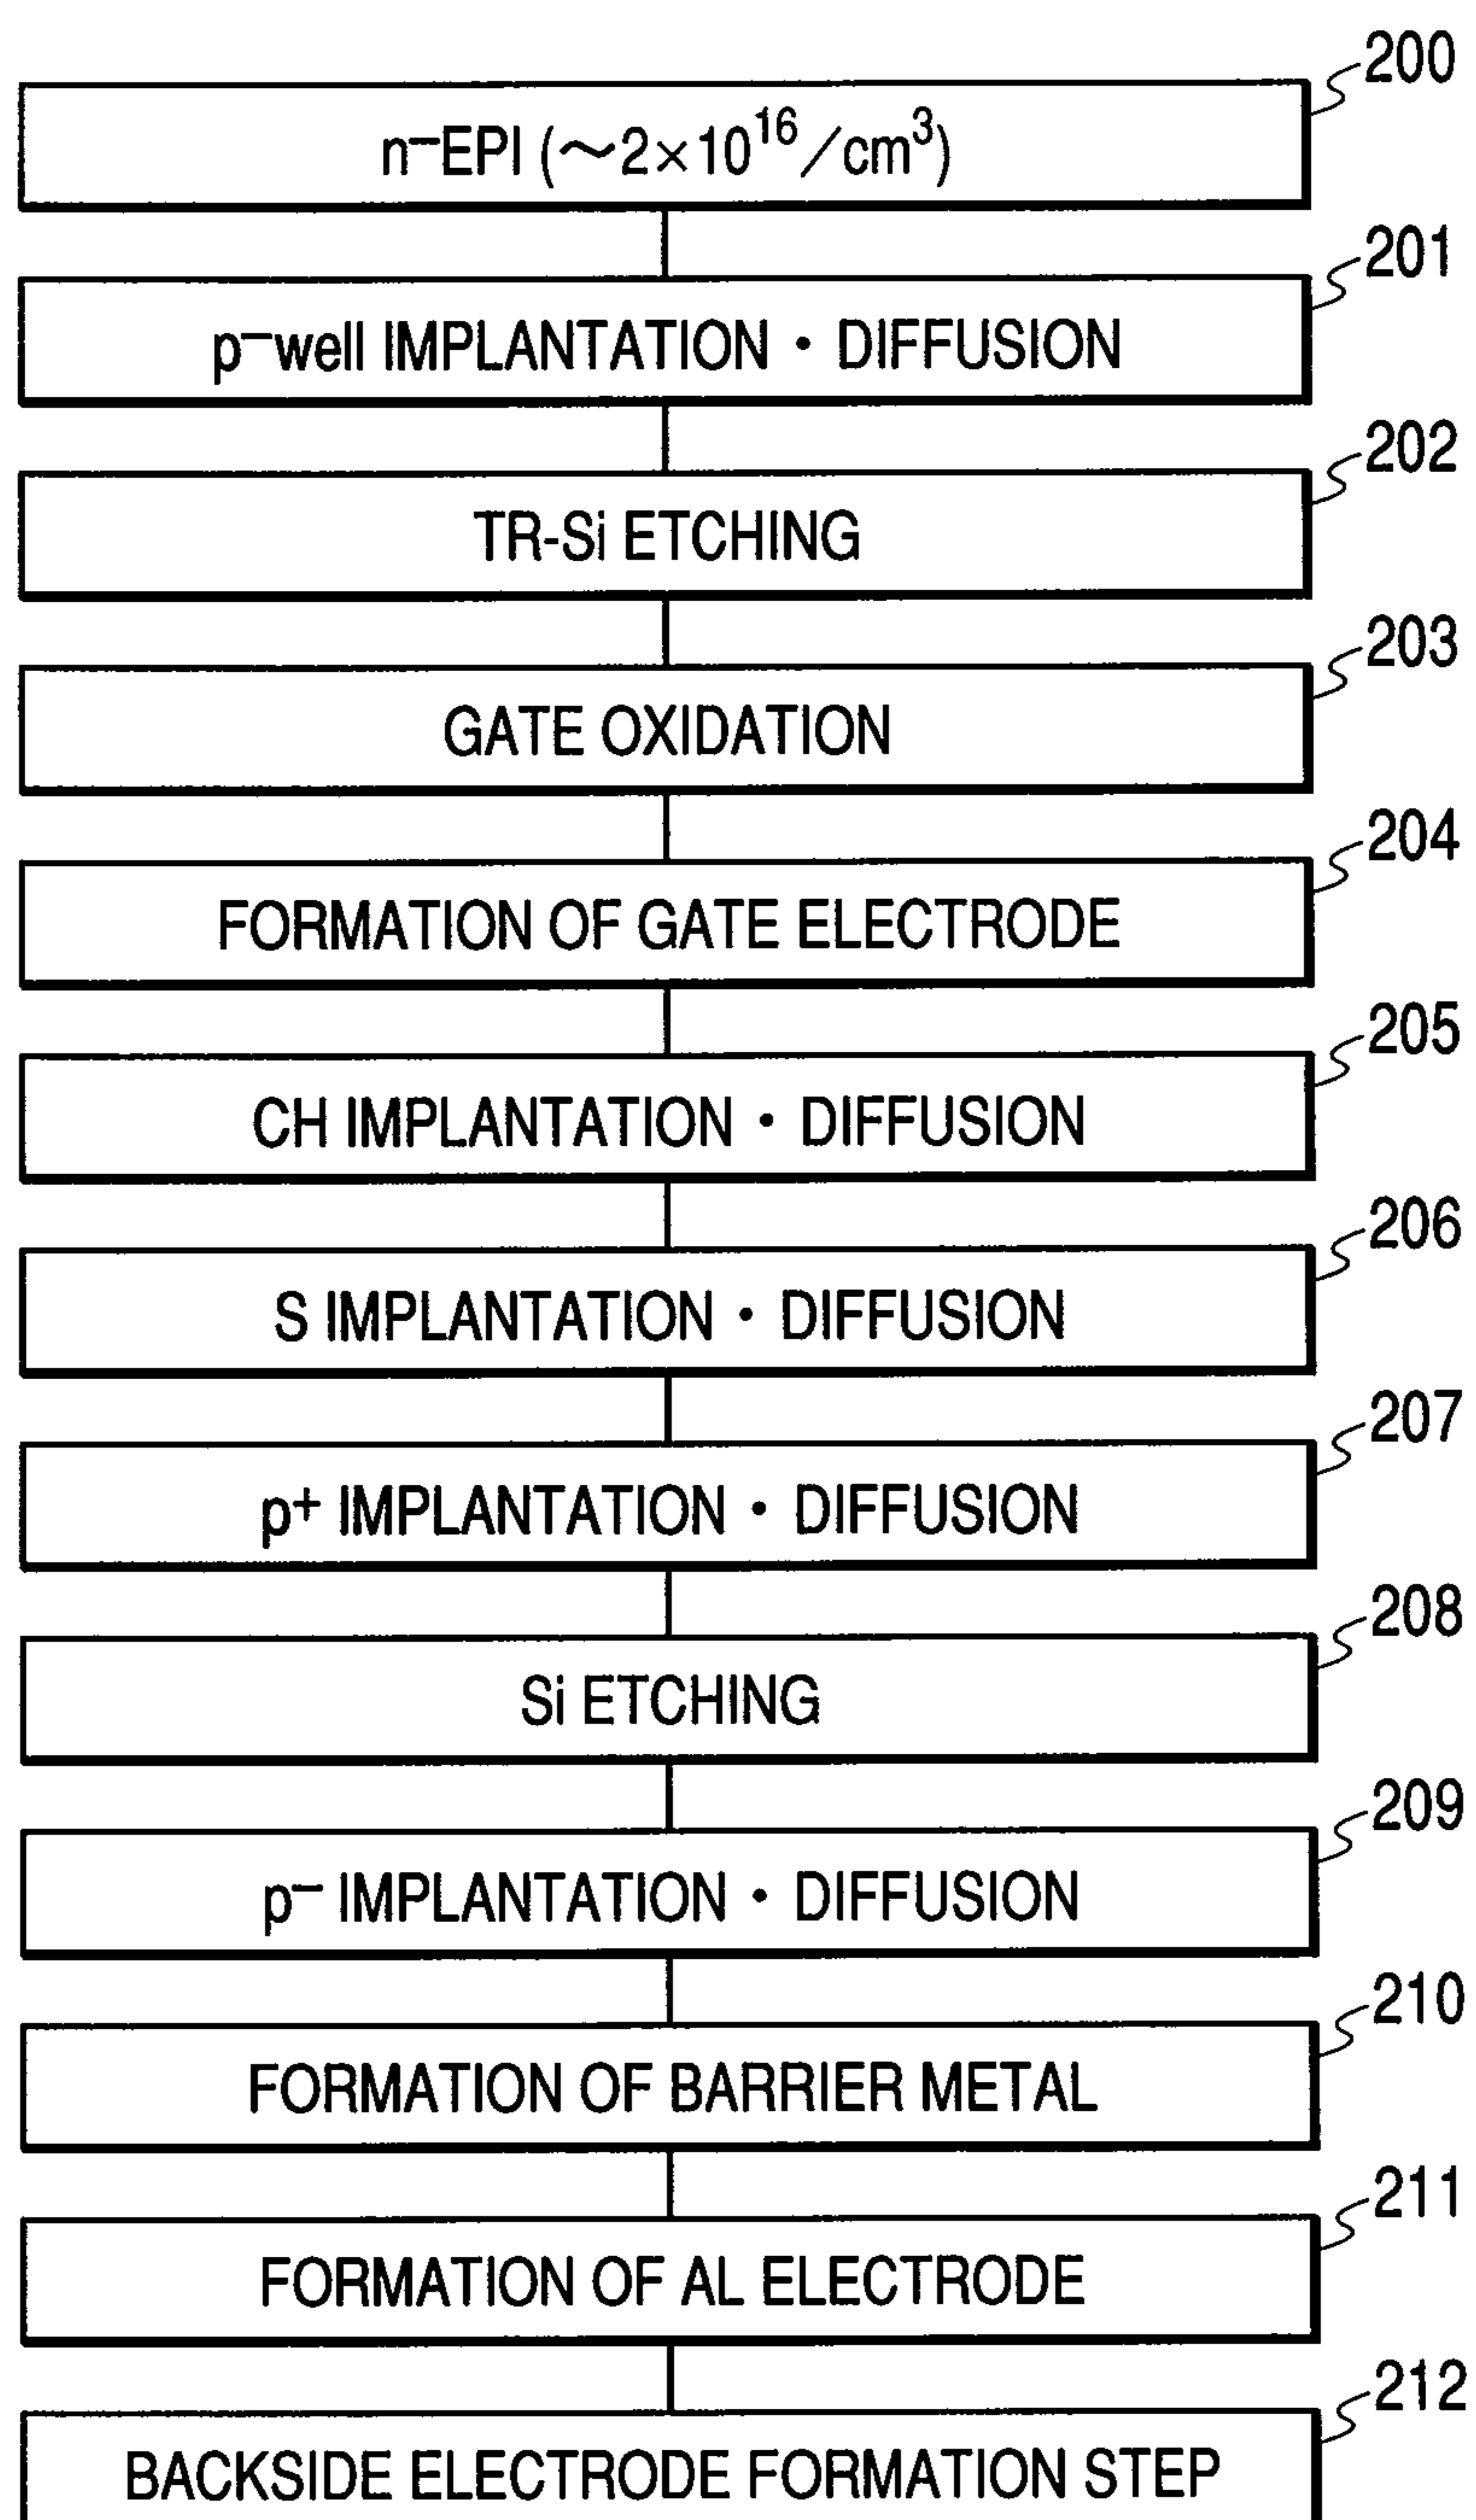 200
n⁻EPI (～2×10¹⁶/cm³)
201
p⁻well IMPLANTATION • DIFFUSION
202
TR-Si ETCHING
203
GATE OXIDATION
204
FORMATION OF GATE ELECTRODE
205
CH IMPLANTATION • DIFFUSION
206
S IMPLANTATION • DIFFUSION
207
p⁺ IMPLANTATION • DIFFUSION
208
Si ETCHING
209
p⁻ IMPLANTATION • DIFFUSION
210
FORMATION OF BARRIER METAL
211
FORMATION OF AL ELECTRODE
212
BACKSIDE ELECTRODE FORMATION STEP